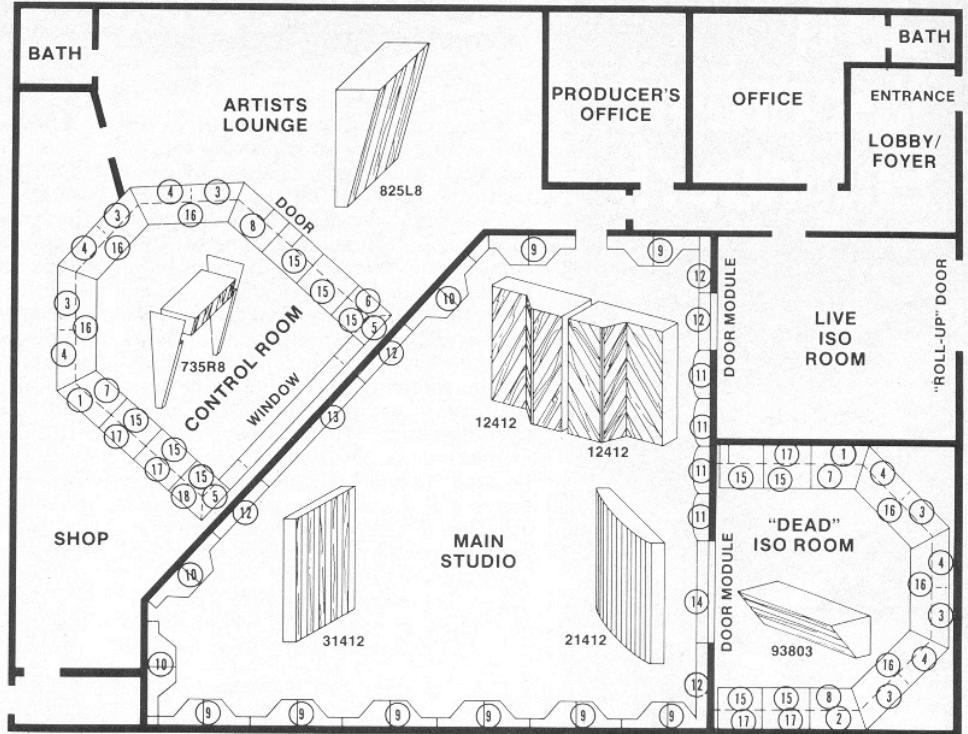 BATH
ARTISTS
LOUNGE
825L8
PRODUCER'S
OFFICE
OFFICE
BATH
ENTRANCE
LOBBY/
FOYER
4
3
3
16
8
DOOR
4
16
15
3
16
15
6
4
15
5
735R8
CONTROL ROOM
WINDOW
1
7
15
17
15
17
15
18
5
SHOP
9
9
10
12
12
12
13
12
10
10
12412
12412
11
11
11
11
MAIN
STUDIO
31412
21412
14
12
9
9
9
9
9
9
DOOR MODULE
LIVE
ISO
ROOM
"ROLL-UP" DOOR
17
1
15
15
7
4
16
3
"DEAD"
ISO ROOM
DOOR MODULE
4
16
3
93803
16
4
3
15
15
8
17
17
2